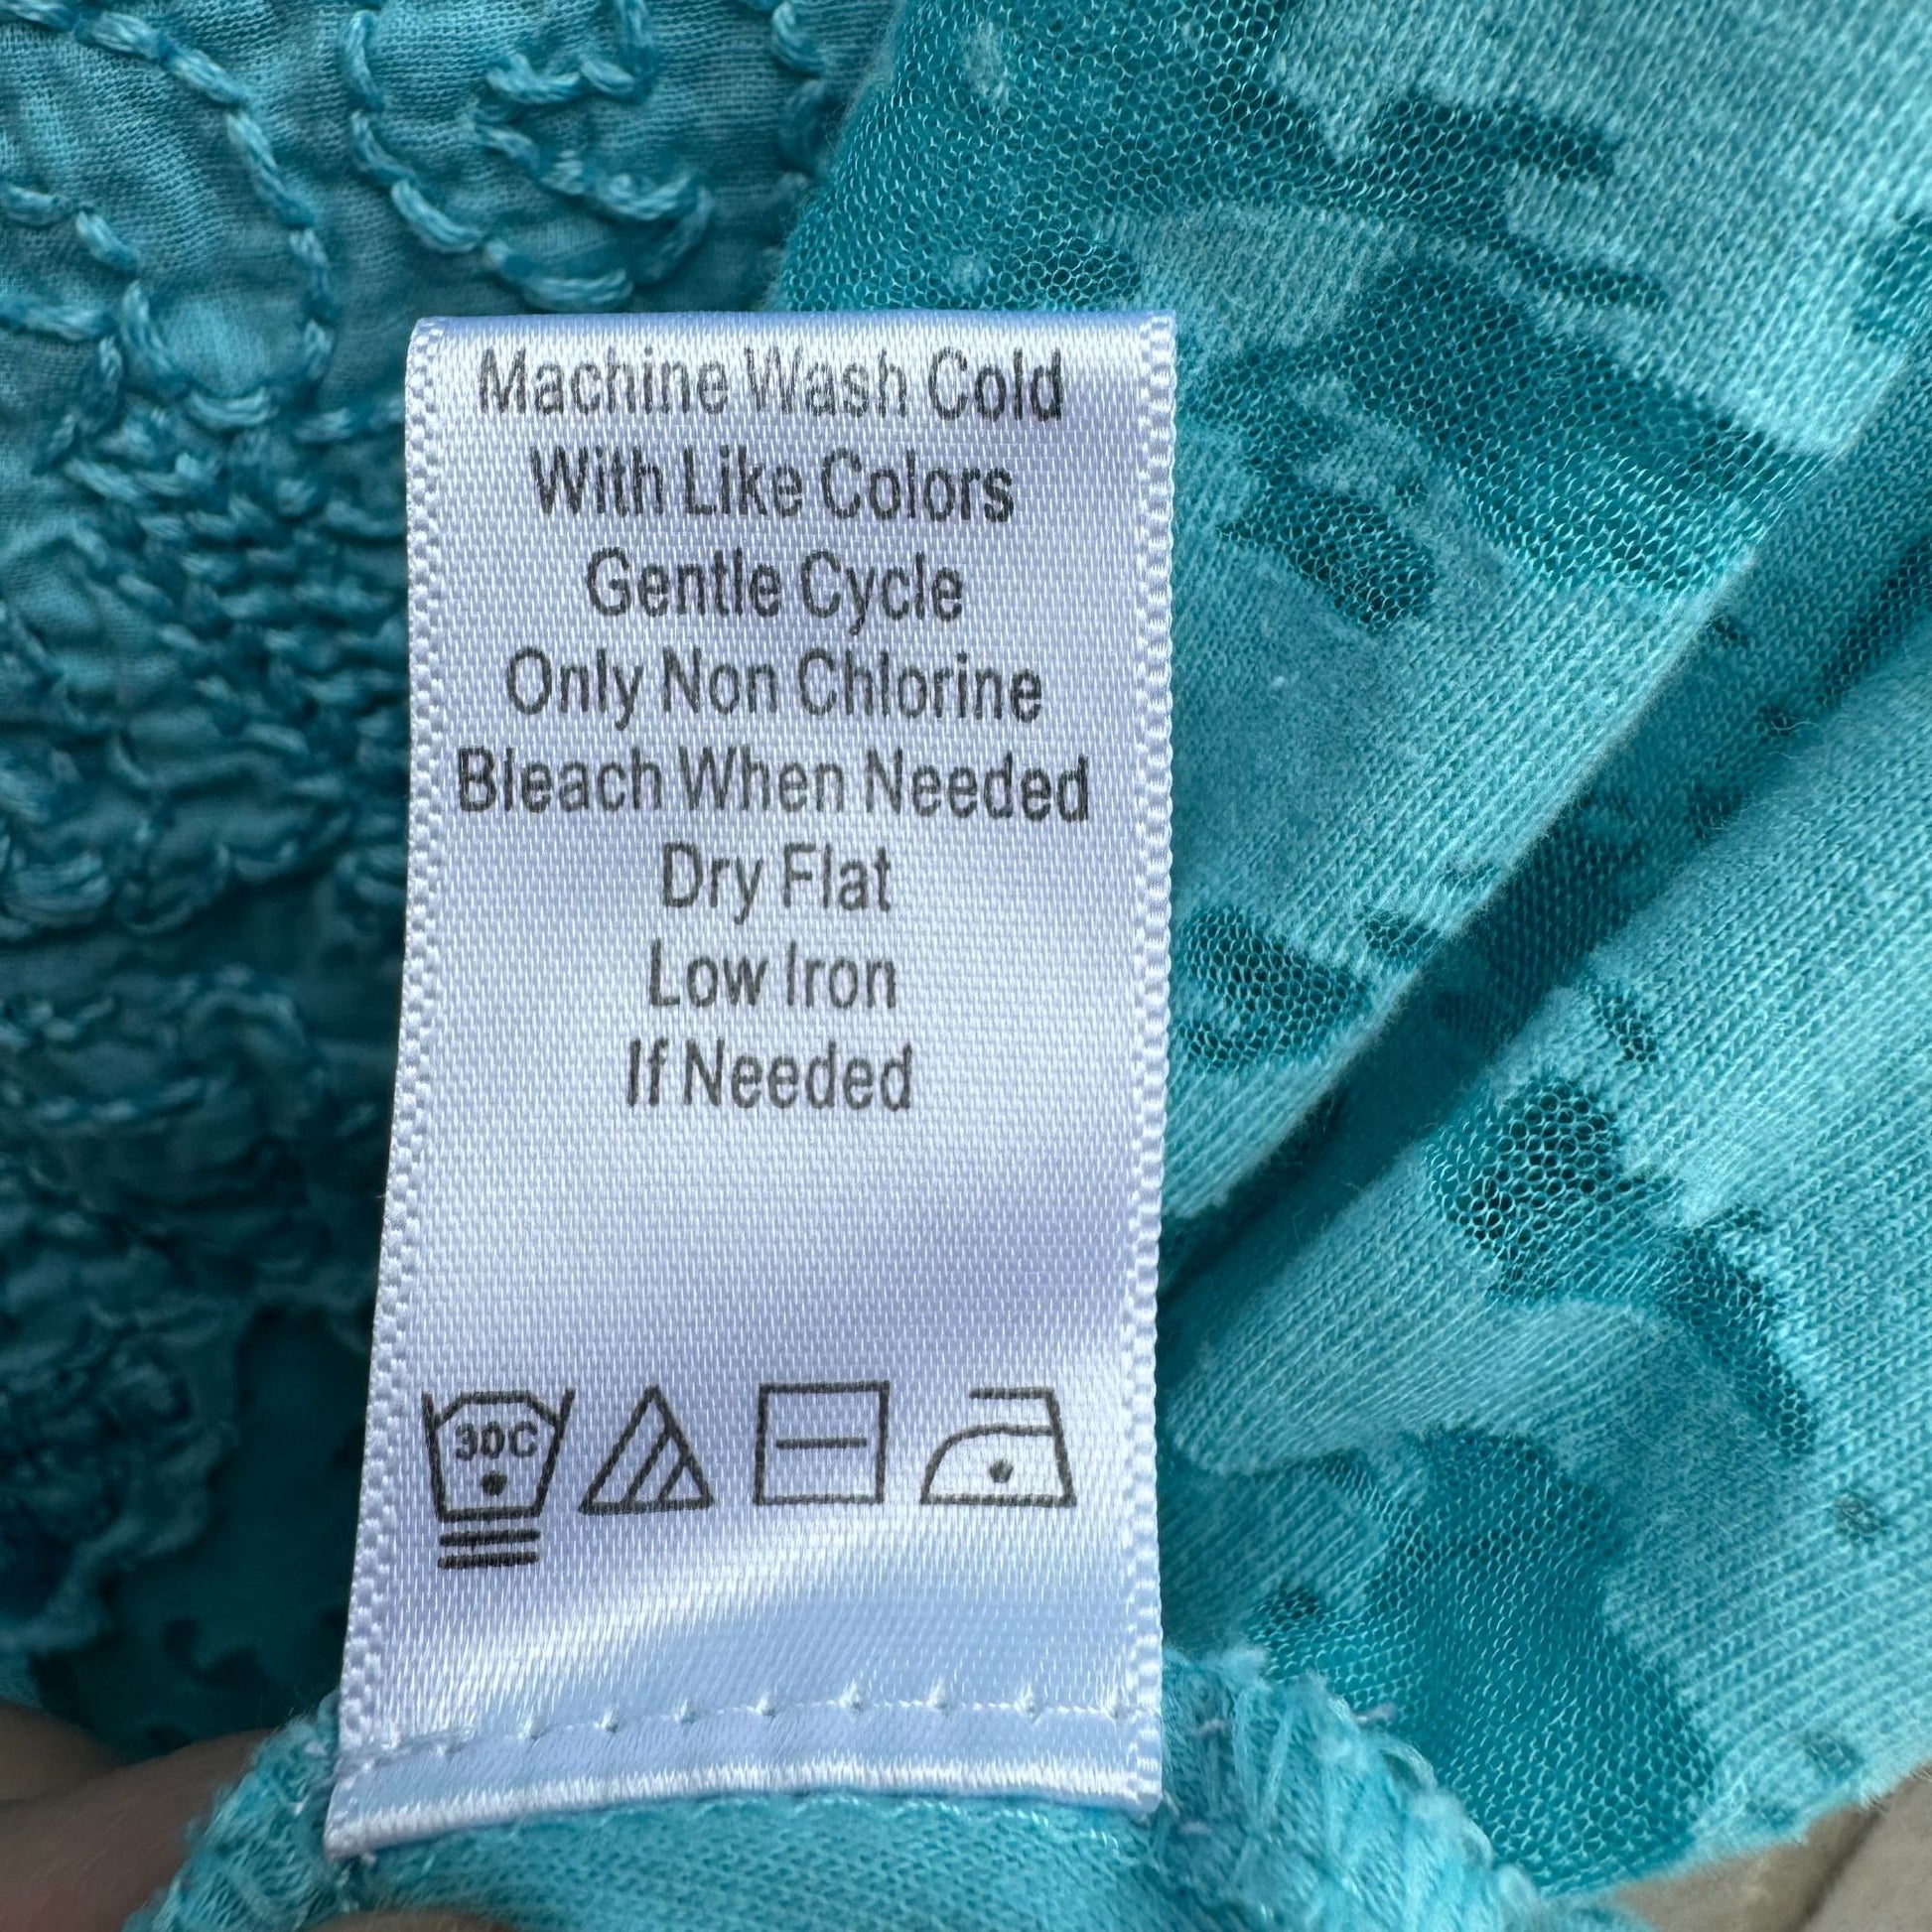 Machine Wash Cold
With Like Colors
Gentle Cycle
Only Non Chlorine
Bleach When Needed
Dry Flat
Low Iron
If Needed
30C